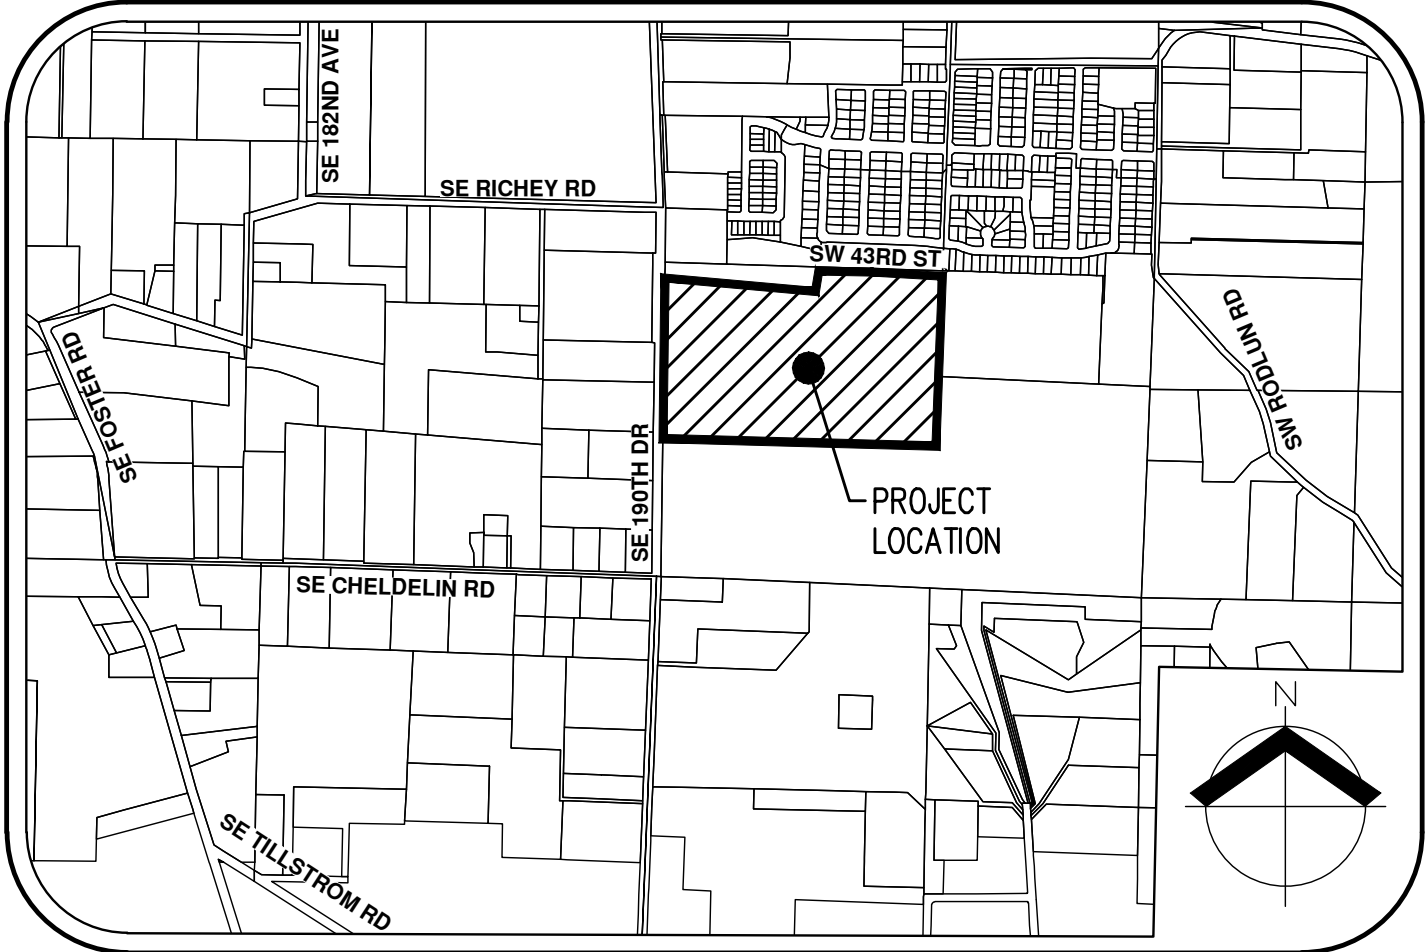 SE 182ND AVE
SE RICHEY RD
SW 43RD ST
SE FOSTER RD
SW RODLUN RD
SE 190TH DR
PROJECT
LOCATION
SE CHELDELIN RD
N
SE TILLSTROM RD